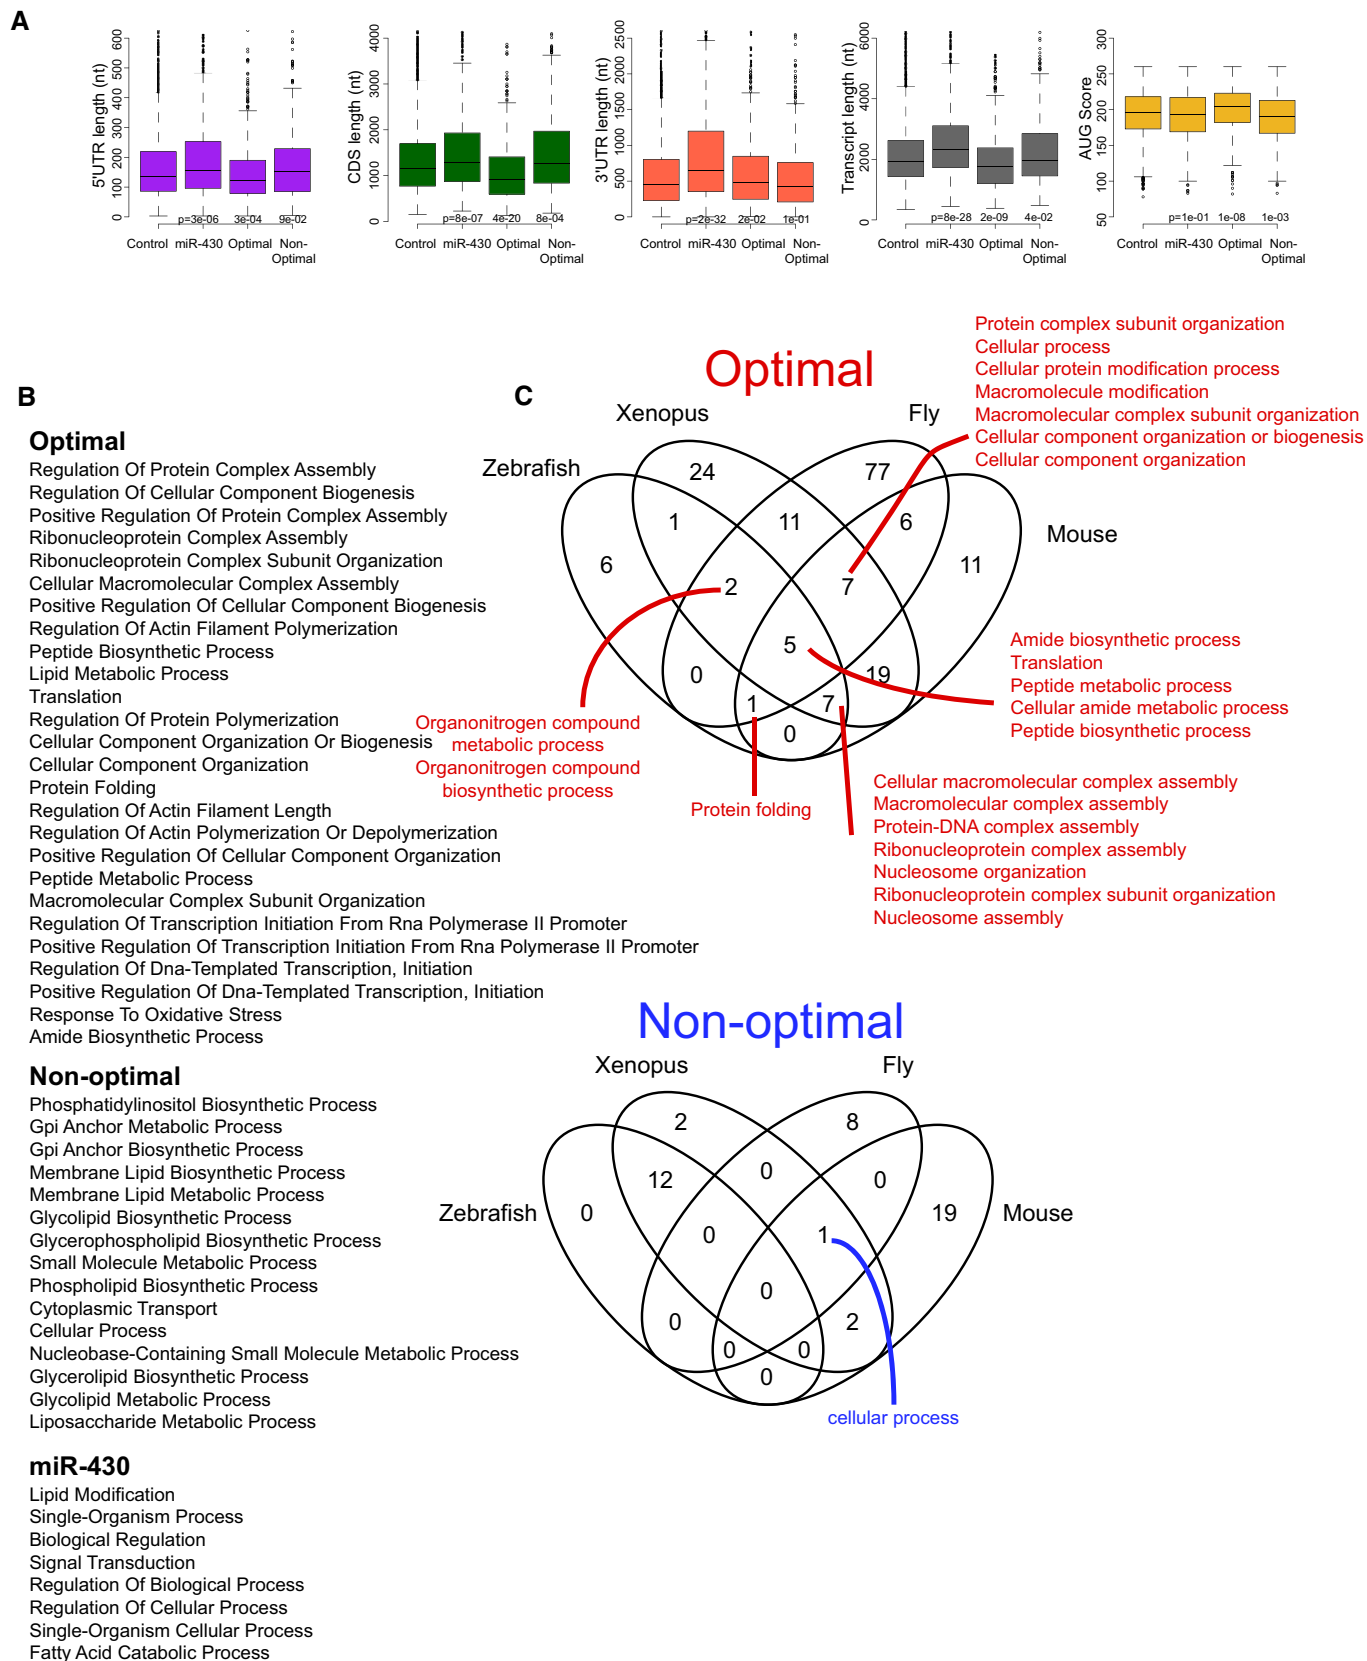 A
5'UTR length (nt)
0 100 200 300 400 500 600
p=3e-06 3e-04 9e-02
Control miR-430 Optimal Non-Optimal
CDS length (nt)
0 1000 2000 3000 4000
p=8e-07 4e-20 8e-04
Control miR-430 Optimal Non-Optimal
3'UTR length (nt)
0 500 1000 1500 2000 2500
p=2e-32 2e-02 1e-01
Control miR-430 Optimal Non-Optimal
Transcript length (nt)
0 2000 4000 6000
p=8e-28 2e-09 4e-02
Control miR-430 Optimal Non-Optimal
AUG Score
50 100 150 200 250 300
p=1e-01 1e-08 1e-03
Control miR-430 Optimal Non-Optimal
B
Optimal
Regulation Of Protein Complex Assembly
Regulation Of Cellular Component Biogenesis
Positive Regulation Of Protein Complex Assembly
Ribonucleoprotein Complex Assembly
Ribonucleoprotein Complex Subunit Organization
Cellular Macromolecular Complex Assembly
Positive Regulation Of Cellular Component Biogenesis
Regulation Of Actin Filament Polymerization
Peptide Biosynthetic Process
Lipid Metabolic Process
Translation
Regulation Of Protein Polymerization
Cellular Component Organization Or Biogenesis
Cellular Component Organization
Protein Folding
Regulation Of Actin Filament Length
Regulation Of Actin Polymerization Or Depolymerization
Positive Regulation Of Cellular Component Organization
Peptide Metabolic Process
Macromolecular Complex Subunit Organization
Regulation Of Transcription Initiation From Rna Polymerase II Promoter
Positive Regulation Of Transcription Initiation From Rna Polymerase II Promoter
Regulation Of Dna-Templated Transcription, Initiation
Positive Regulation Of Dna-Templated Transcription, Initiation
Response To Oxidative Stress
Amide Biosynthetic Process
Non-optimal
Phosphatidylinositol Biosynthetic Process
Gpi Anchor Metabolic Process
Gpi Anchor Biosynthetic Process
Membrane Lipid Biosynthetic Process
Membrane Lipid Metabolic Process
Glycolipid Biosynthetic Process
Glycerophospholipid Biosynthetic Process
Small Molecule Metabolic Process
Phospholipid Biosynthetic Process
Cytoplasmic Transport
Cellular Process
Nucleobase-Containing Small Molecule Metabolic Process
Glycerolipid Biosynthetic Process
Glycolipid Metabolic Process
Liposaccharide Metabolic Process
miR-430
Lipid Modification
Single-Organism Process
Biological Regulation
Signal Transduction
Regulation Of Biological Process
Regulation Of Cellular Process
Single-Organism Cellular Process
Fatty Acid Catabolic Process
C
Optimal
Xenopus
Fly
Zebrafish
Mouse
24 77
1 11 6
6 11
2 7
5
0 19
1 7
0
Protein complex subunit organization
Cellular process
Cellular protein modification process
Macromolecule modification
Macromolecular complex subunit organization
Cellular component organization or biogenesis
Cellular component organization
Amide biosynthetic process
Translation
Peptide metabolic process
Cellular amide metabolic process
Peptide biosynthetic process
Organonitrogen compound
metabolic process
Organonitrogen compound
biosynthetic process
Protein folding
Cellular macromolecular complex assembly
Macromolecular complex assembly
Protein-DNA complex assembly
Ribonucleoprotein complex assembly
Nucleosome organization
Ribonucleoprotein complex subunit organization
Nucleosome assembly
Non-optimal
Xenopus
Fly
Zebrafish
Mouse
2 8
12 0 0
0 19
0 1
0
0 2
0 0
0
cellular process